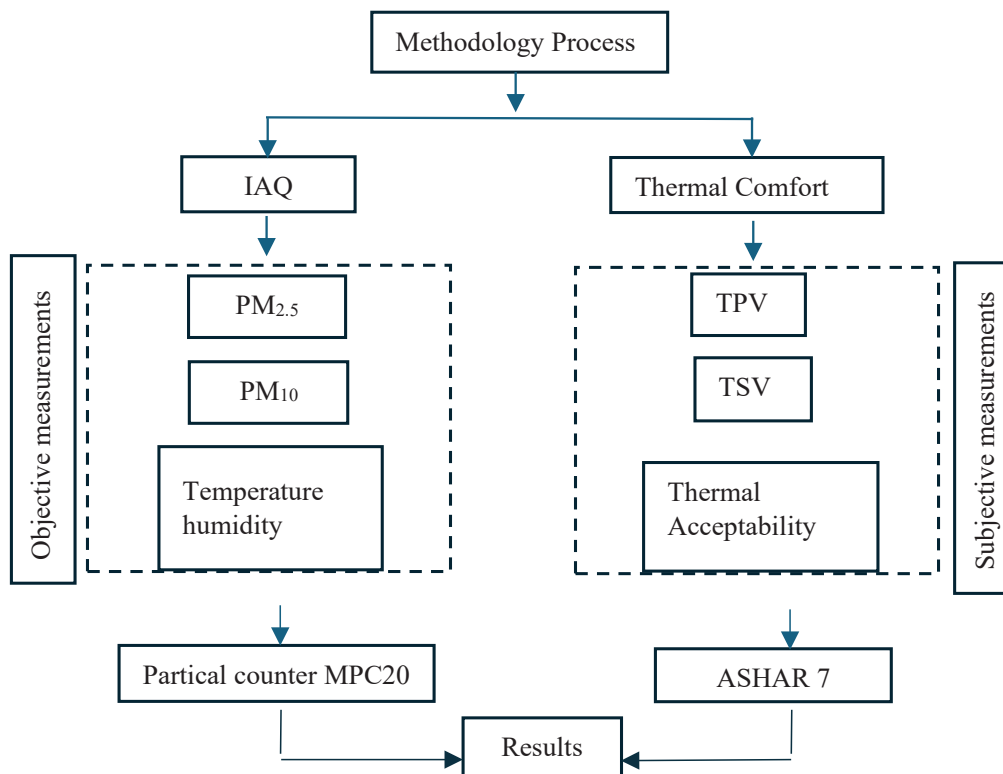 Methodology Process
IAQ
Thermal Comfort
Objective measurements
PM2.5
PM10
Temperature
humidity
TPV
TSV
Thermal
Acceptability
Subjective measurements
Partical counter MPC20
ASHAR 7
Results